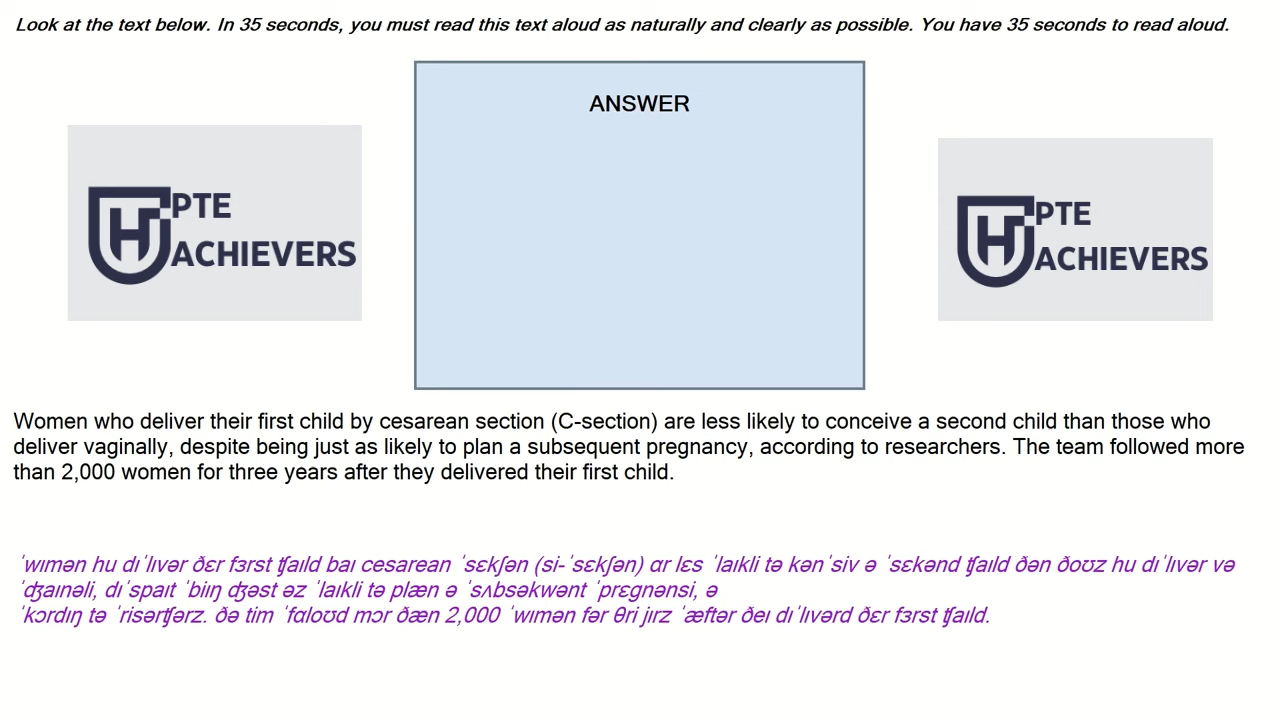 Look at the text below. In 35 seconds, you must read this text aloud as naturally and clearly as possible. You have 35 seconds to read aloud.
ANSWER
PTE
ACHIEVERS
PTE
ACHIEVERS
Women who deliver their first child by cesarean section (C-section) are less likely to conceive a second child than those who
deliver vaginally, despite being just as likely to plan a subsequent pregnancy, according to researchers. The team followed more
than 2,000 women for three years after they delivered their first child.
ˈwɪmən hu dɪˈlɪvər ðɛr fɜrst ʧaɪld baɪ cesarean ˈsɛkʃən (si-ˈsɛkʃən) ɑr lɛs ˈlaɪkli tə kənˈsiv ə ˈsɛkənd ʧaɪld ðən ðoʊz hu dɪˈlɪvər və
ˈʤaɪnəli, dɪˈspaɪt ˈbiɪŋ ʤəst əz ˈlaɪkli tə plæn ə ˈsʌbsəkwənt ˈprɛgnənsi, ə
ˈkɔrdɪŋ tə ˈrisərʧərz. ðə tim ˈfɑloʊd mɔr ðæn 2,000 ˈwɪmən fər θri jɪrz ˈæftər ðeɪ dɪˈlɪvərd ðɛr fɜrst ʧaɪld.